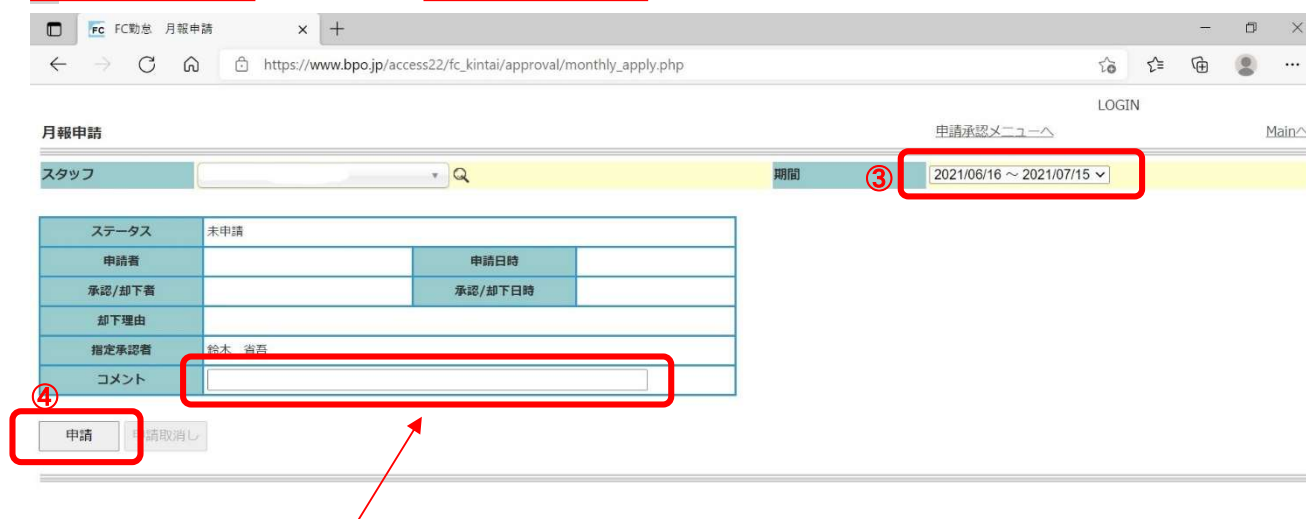 FC FC勤怠 月報申請
https://www.bpo.jp/access22/fc_kintai/approval/monthly_apply.php
LOGIN
月報申請 申請承認メニューへ Mainへ
スタッフ 期間 ③ 2021/06/16 ～ 2021/07/15
ステータス 未申請
申請者 申請日時
承認/却下者 承認/却下日時
却下理由
指定承認者 鈴木 省吾
コメント
④
申請 申請取消し